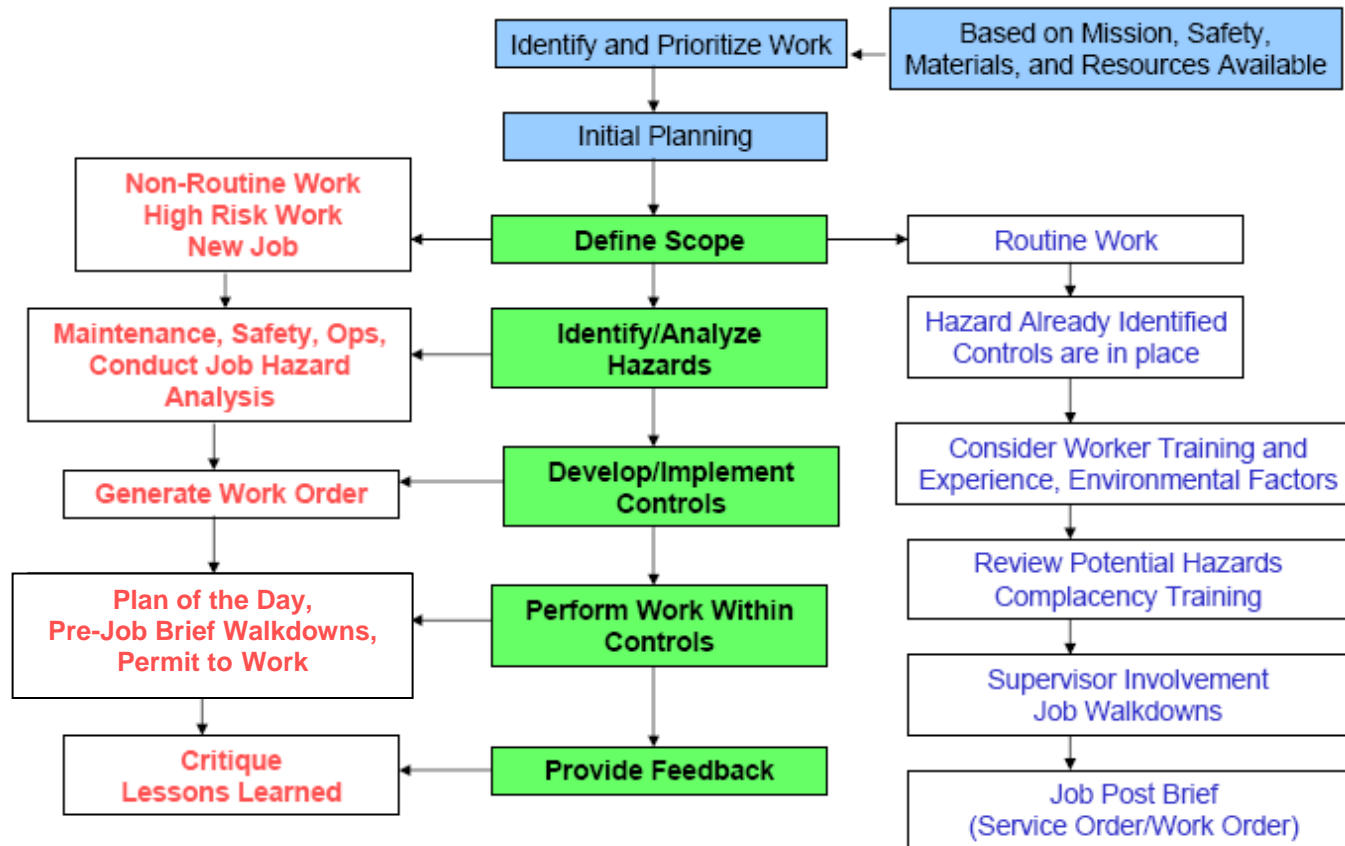 Identify and Prioritize Work
Based on Mission, Safety,
Materials, and Resources Available
Initial Planning
Non-Routine Work
High Risk Work
New Job
Define Scope
Routine Work
Maintenance, Safety, Ops,
Conduct Job Hazard
Analysis
Identify/Analyze
Hazards
Hazard Already Identified
Controls are in place
Generate Work Order
Develop/Implement
Controls
Consider Worker Training and
Experience, Environmental Factors
Plan of the Day,
Pre-Job Brief Walkdowns,
Permit to Work
Perform Work Within
Controls
Review Potential Hazards
Complacency Training
Supervisor Involvement
Job Walkdowns
Critique
Lessons Learned
Provide Feedback
Job Post Brief
(Service Order/Work Order)